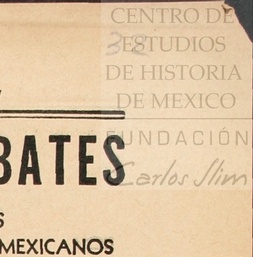 CENTRO DE
ESTUDIOS
DE HISTORIA
DE MEXICO
FUNDACIÓN
Carlos Slim
BATES
S
MEXICANOS